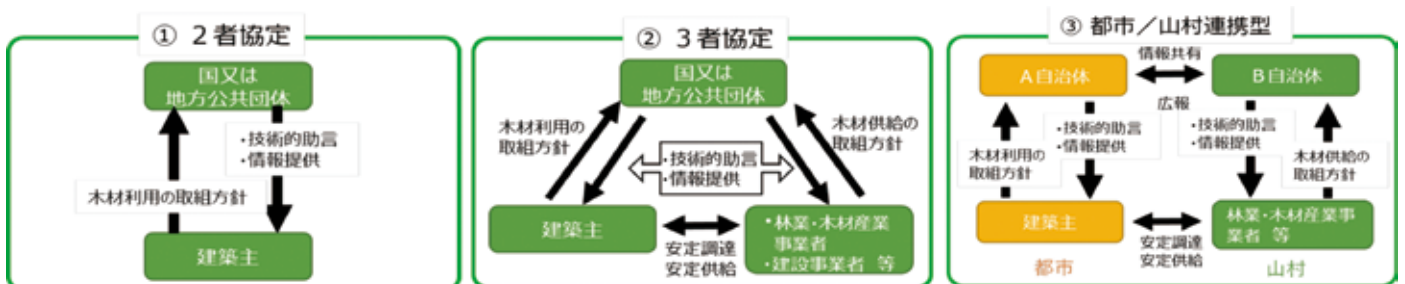 ① 2者協定
国又は
地方公共団体
・技術的助言
・情報提供
木材利用の取組方針
建築主
② 3者協定
国又は
地方公共団体
木材利用の
取組方針
木材供給の
取組方針
・技術的助言
・情報提供
建築主
安定調達
安定供給
・林業・木材産業
事業者
・建設事業者 等
③ 都市/山村連携型
A自治体
情報共有
広報
B自治体
・技術的助言
・情報提供
・技術的助言
・情報提供
木材利用の
取組方針
木材供給の
取組方針
建築主
安定調達
安定供給
林業・木材産業事
業者 等
都市
山村